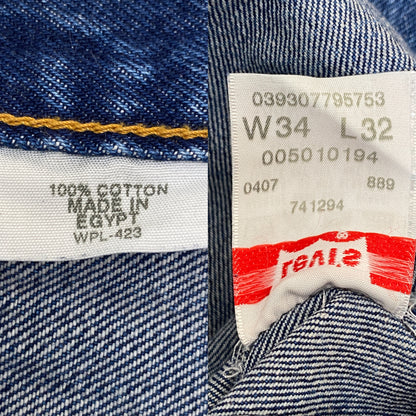 100% COTTON
MADE IN
EGYPT
WPL-423
039307795753
W34 L32
005010194
0407 889
741294
Levi's
®